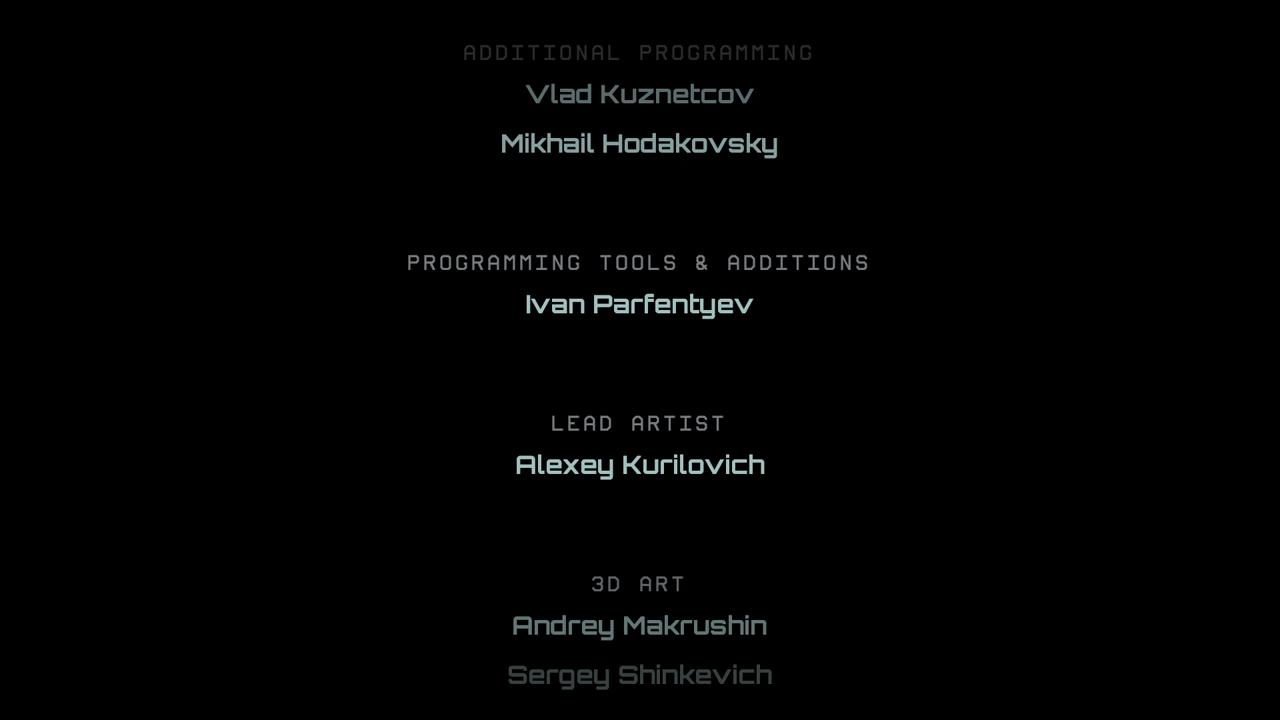 ADDITIONAL PROGRAMMING
Vlad Kuznetcov
Mikhail Hodakovsky
PROGRAMMING TOOLS & ADDITIONS
Ivan Parfentyev
LEAD ARTIST
Alexey Kurilovich
3D ART
Andrey Makrushin
Sergey Shinkevich